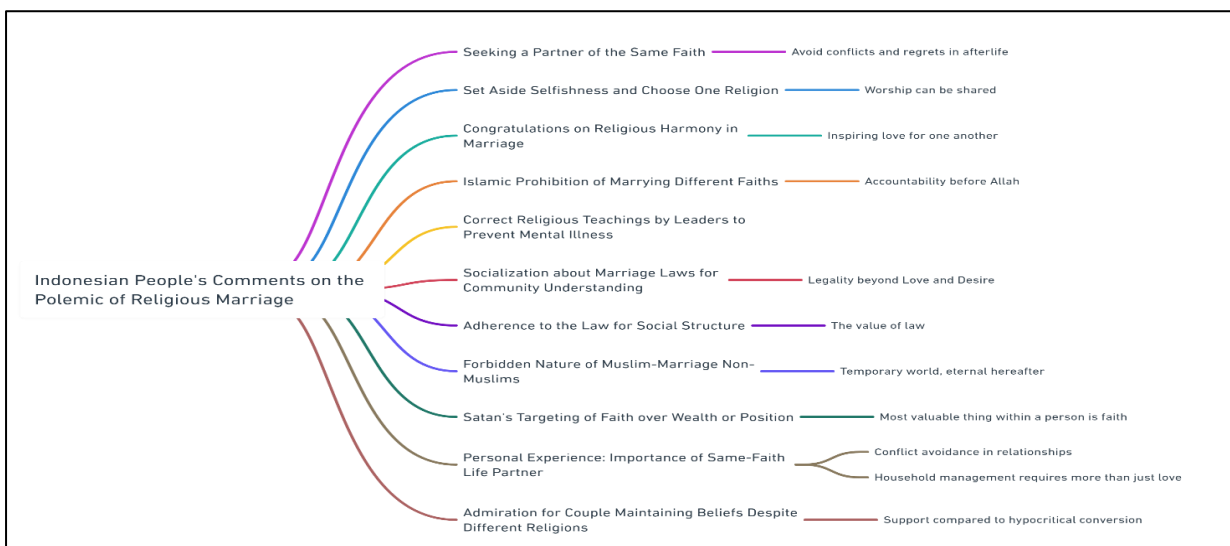 Seeking a Partner of the Same Faith
Avoid conflicts and regrets in afterlife
Set Aside Selfishness and Choose One Religion
Worship can be shared
Congratulations on Religious Harmony in
Marriage
Inspiring love for one another
Islamic Prohibition of Marrying Different Faiths
Accountability before Allah
Correct Religious Teachings by Leaders to
Prevent Mental Illness
Indonesian People's Comments on the
Polemic of Religious Marriage
Socialization about Marriage Laws for
Community Understanding
Legality beyond Love and Desire
Adherence to the Law for Social Structure
The value of law
Forbidden Nature of Muslim-Marriage Non-
Muslims
Temporary world, eternal hereafter
Satan's Targeting of Faith over Wealth or Position
Most valuable thing within a person is faith
Personal Experience: Importance of Same-Faith
Life Partner
Conflict avoidance in relationships
Household management requires more than just love
Admiration for Couple Maintaining Beliefs Despite
Different Religions
Support compared to hypocritical conversion